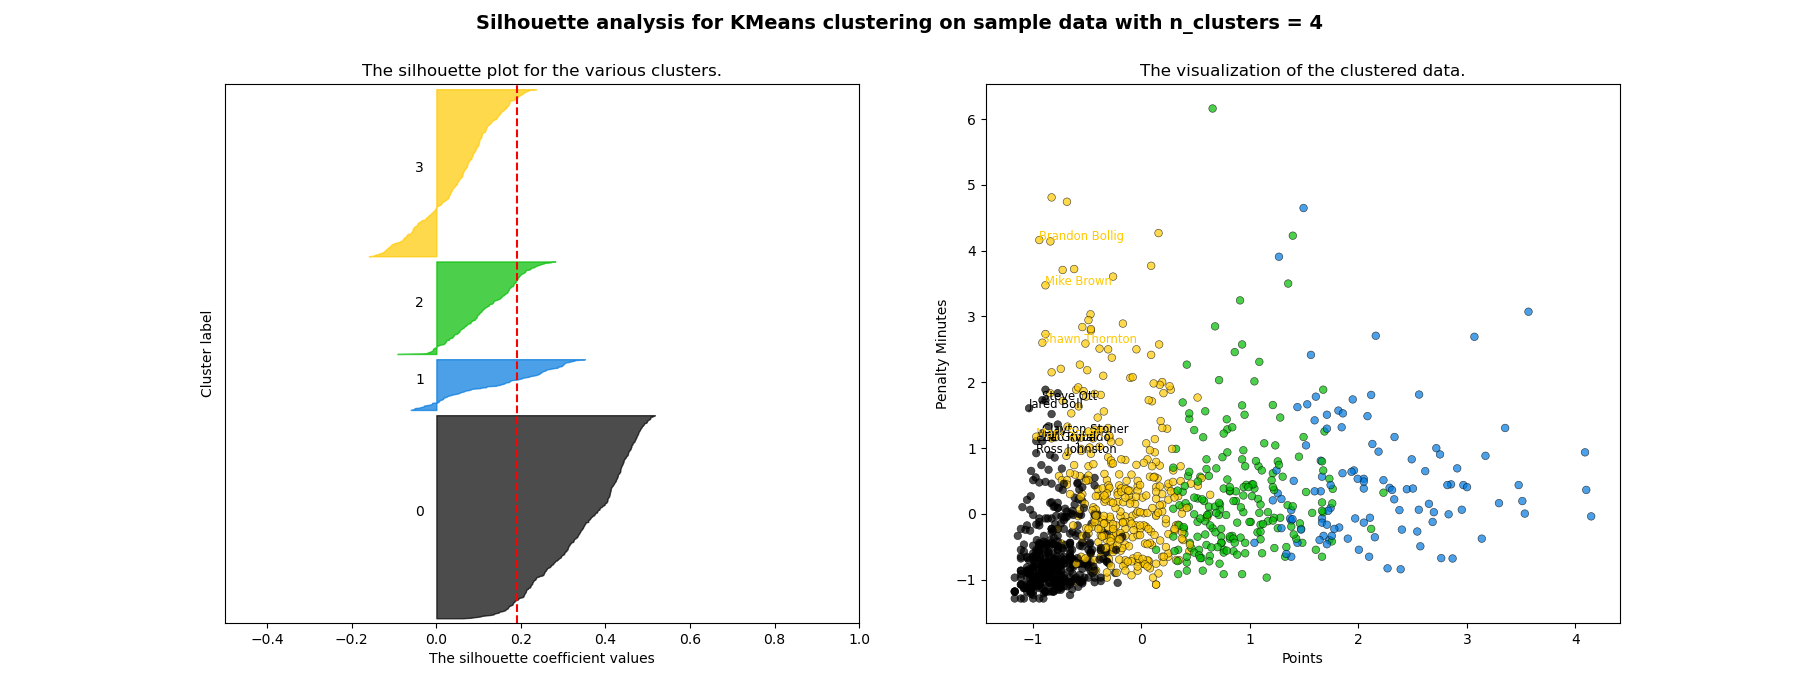 Silhouette analysis for KMeans clustering on sample data with n_clusters = 4
The silhouette plot for the various clusters.
Cluster label
3
2
1
0
−0.4 −0.2 0.0 0.2 0.4 0.6 0.8 1.0
The silhouette coefficient values
The visualization of the clustered data.
Penalty Minutes
6
5
4
3
2
1
0
−1
Brandon Bollig
Mike Brown
Shawn Thornton
Steve Ott
Jared Boll
Clayton Stoner
Ross Johnston
−1 0 1 2 3 4
Points